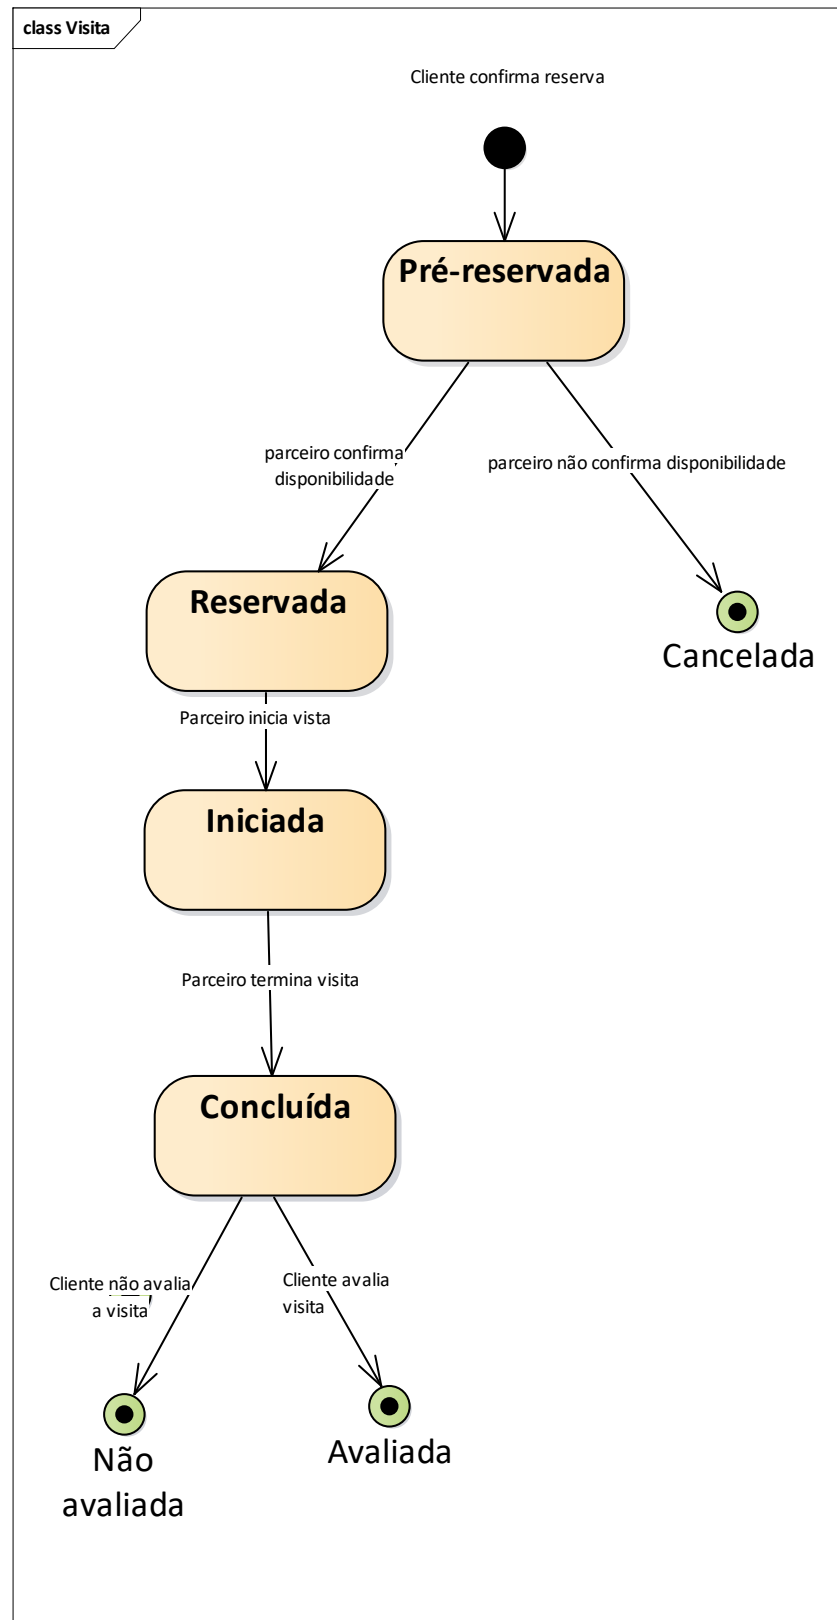 class Visita
Cliente confirma reserva
Pré-reservada
parceiro confirma
disponibilidade
parceiro não confirma disponibilidade
Reservada
Cancelada
Parceiro inicia vista
Iniciada
Parceiro termina visita
Concluída
Cliente não avalia
a visita
Cliente avalia
visita
Não
avaliada
Avaliada